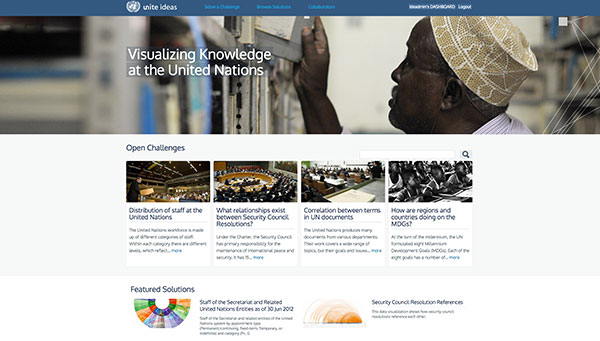 unite ideas
Solve a Challenge
Browse Solutions
Collaborators
Ideadmin's DASHBOARD
Logout
Visualizing Knowledge
at the United Nations
Open Challenges
Distribution of staff at the
United Nations
The United Nations workforce is made
up of different categories of staff.
Within each category there are different
levels, which reflect... more
What relationships exist
between Security Council
Resolutions?
Under the Charter, the Security Council
has primary responsibility for the
maintenance of international peace and
security. It has 15... more
Correlation between terms
in UN documents
The United Nations produces many
documents from various departments.
Their work covers a wide range of
topics, but their goals and issues... more
How are regions and
countries doing on the
MDGs?
At the turn of the millennium, the UN
formulated eight Millennium
Development Goals (MDG). Each of the
eight goals has a number of... more
Featured Solutions
Staff of the Secretariat and Related
United Nations Entities as of 30 Jun 2012
Staff of the Secretariat and related entities of the united
nations system by appointment type
(Permanent/continuing, fixed-term, Temporary, or
indefinite) and category (P+, G
Security Council Resolution References
This data visualization shows how security council
resolutions reference each other.